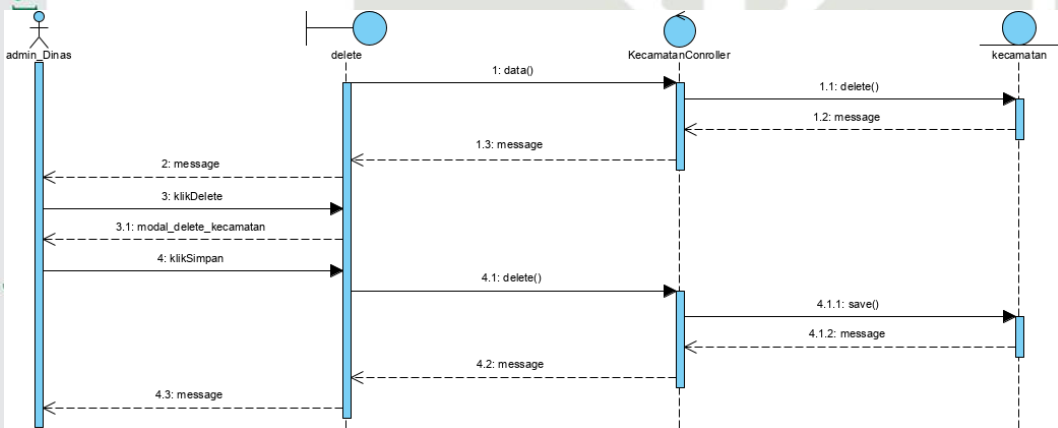 admin_Dinas
delete
KecamatanConroller
kecamatan
1: data()
1.1: delete()
1.2: message
1.3: message
2: message
3: klikDelete
3.1: modal_delete_kecamatan
4: klikSimpan
4.1: delete()
4.1.1: save()
4.1.2: message
4.2: message
4.3: message